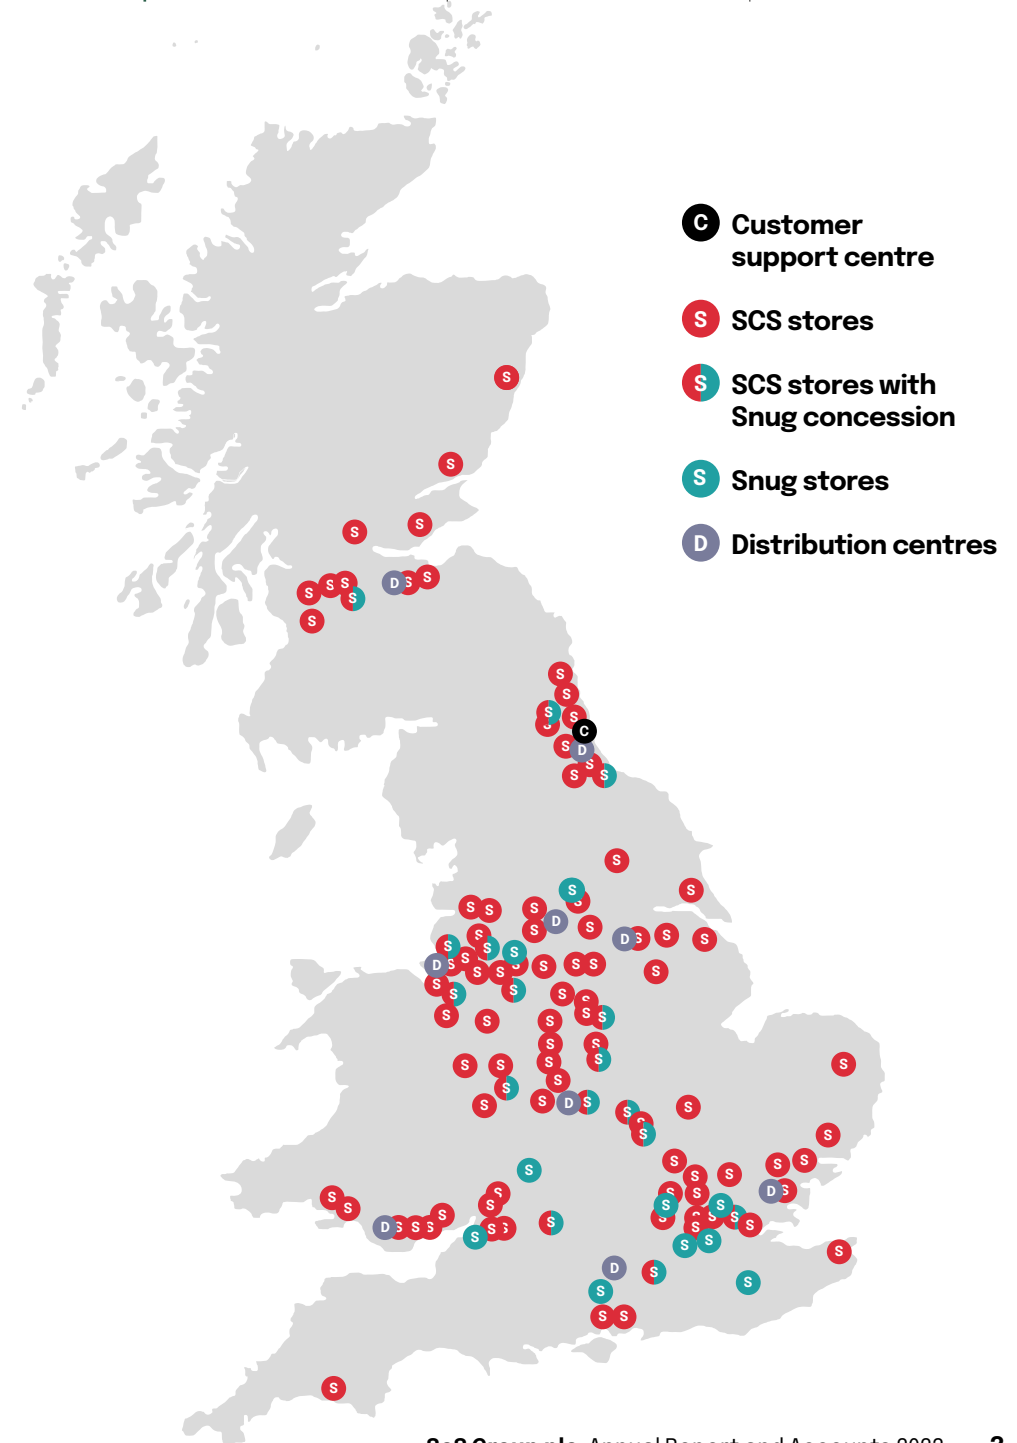 C Customer
support centre
S SCS stores
S SCS stores with
Snug concession
S Snug stores
D Distribution centres